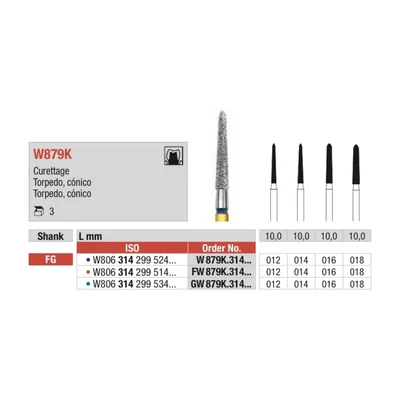 W879K
Curettage
Torpedo, cónico
Torpedo, cónico
3
Shank L mm 10,0 10,0 10,0 10,0
ISO Order No.
FG • W806 314 299 524... W 879K.314... 012 014 016 018
• W806 314 299 514... FW 879K.314... 012 014 016 018
• W806 314 299 534... GW 879K.314... 012 014 016 018